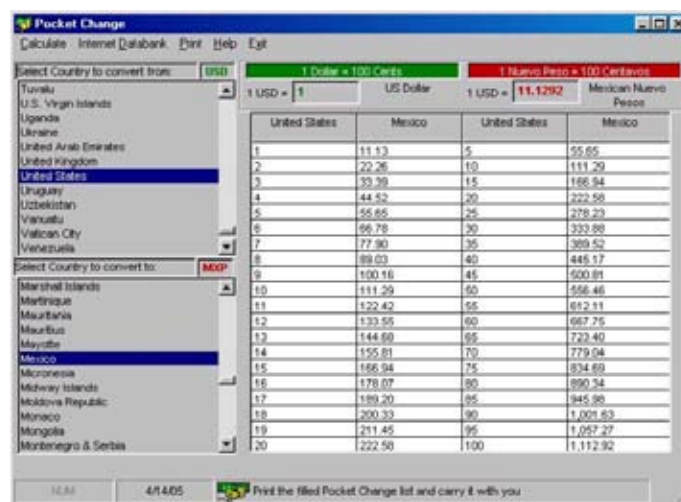 Pocket Change
Calculate Internet Databank Print Help Exit
Select Country to convert from: USD
Tuvalu
U.S. Virgin Islands
Uganda
Ukraine
United Arab Emirates
United Kingdom
United States
Uruguay
Uzbekistan
Vanuatu
Vatican City
Venezuela
Select Country to convert to: MXP
Marshall Islands
Martinique
Mauritania
Mauritius
Mayotte
Mexico
Micronesia
Midway Islands
Moldova Republic
Monaco
Mongolia
Montenegro & Serbia
1 Dollar = 100 Cents
1 USD = 1 US Dollar
1 Nuevo Peso = 100 Centavos
1 USD = 11.1292 Mexican Nuevo
Pesos
United States Mexico United States Mexico
1 11.13 5 55.65
2 22.26 10 111.29
3 33.39 15 166.94
4 44.52 20 222.58
5 55.65 25 278.23
6 66.78 30 333.88
7 77.90 35 389.52
8 89.03 40 445.17
9 100.16 45 500.81
10 111.29 50 556.46
11 122.42 55 612.11
12 133.55 60 667.75
13 144.68 65 723.40
14 155.81 70 779.04
15 166.94 75 834.69
16 178.07 80 890.34
17 189.20 85 945.98
18 200.33 90 1,001.63
19 211.45 95 1,057.27
20 222.58 100 1,112.92
NUM 4/14/05 Print the filled Pocket Change list and carry it with you